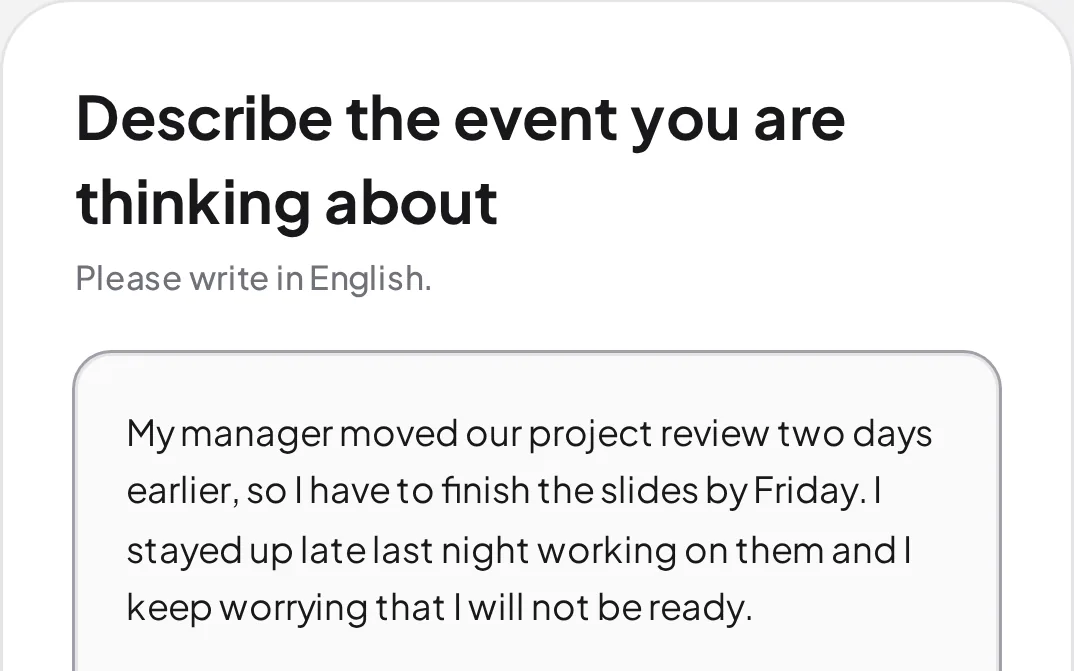 Describe the event you are
thinking about
Please write in English.
My manager moved our project review two days
earlier, so I have to finish the slides by Friday. I
stayed up late last night working on them and I
keep worrying that I will not be ready.